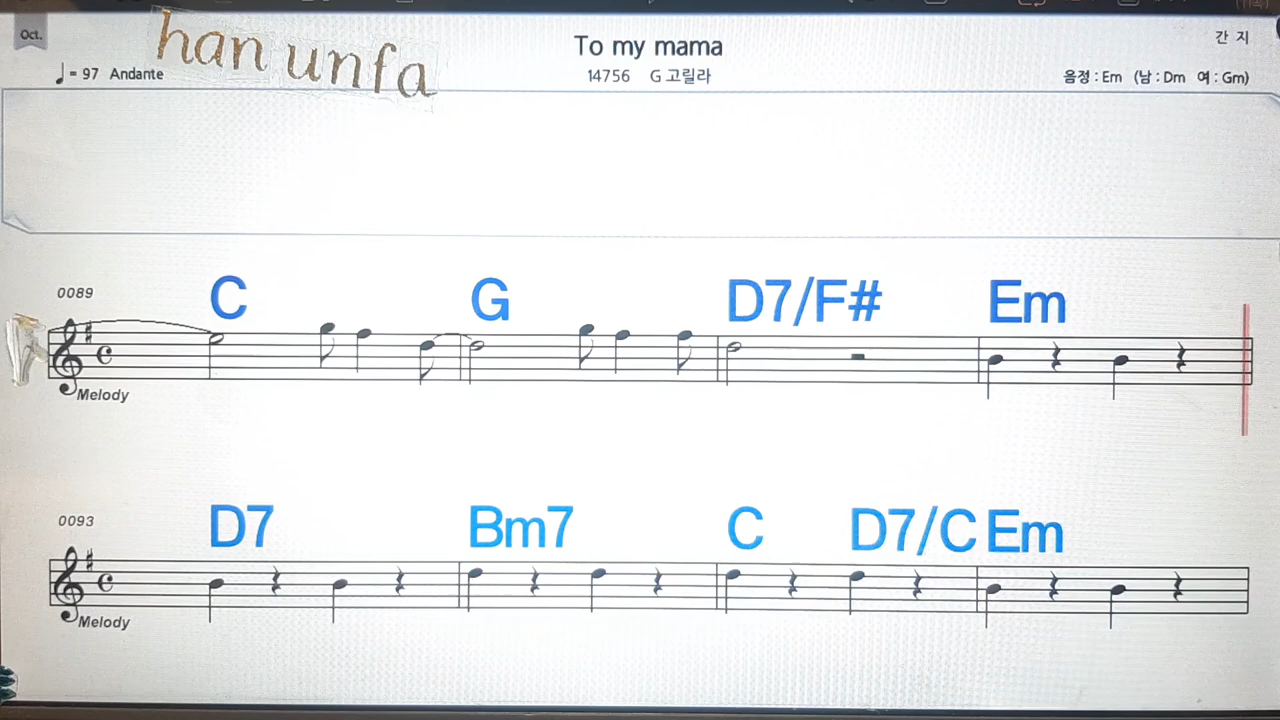 Oct.
han unfa
To my mama
간 지
♩= 97 Andante
14756 G 고릴라
음정 : Em (남 : Dm 여 : Gm)
0089
C G D7/F# Em
Melody
0093
D7 Bm7 C D7/C Em
Melody